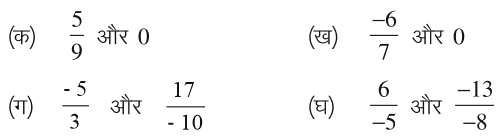 (क) 5/9 और 0 (ख) −6/7 और 0
(ग) - 5/3 और 17/- 10 (घ) 6/−5 और −13/−8